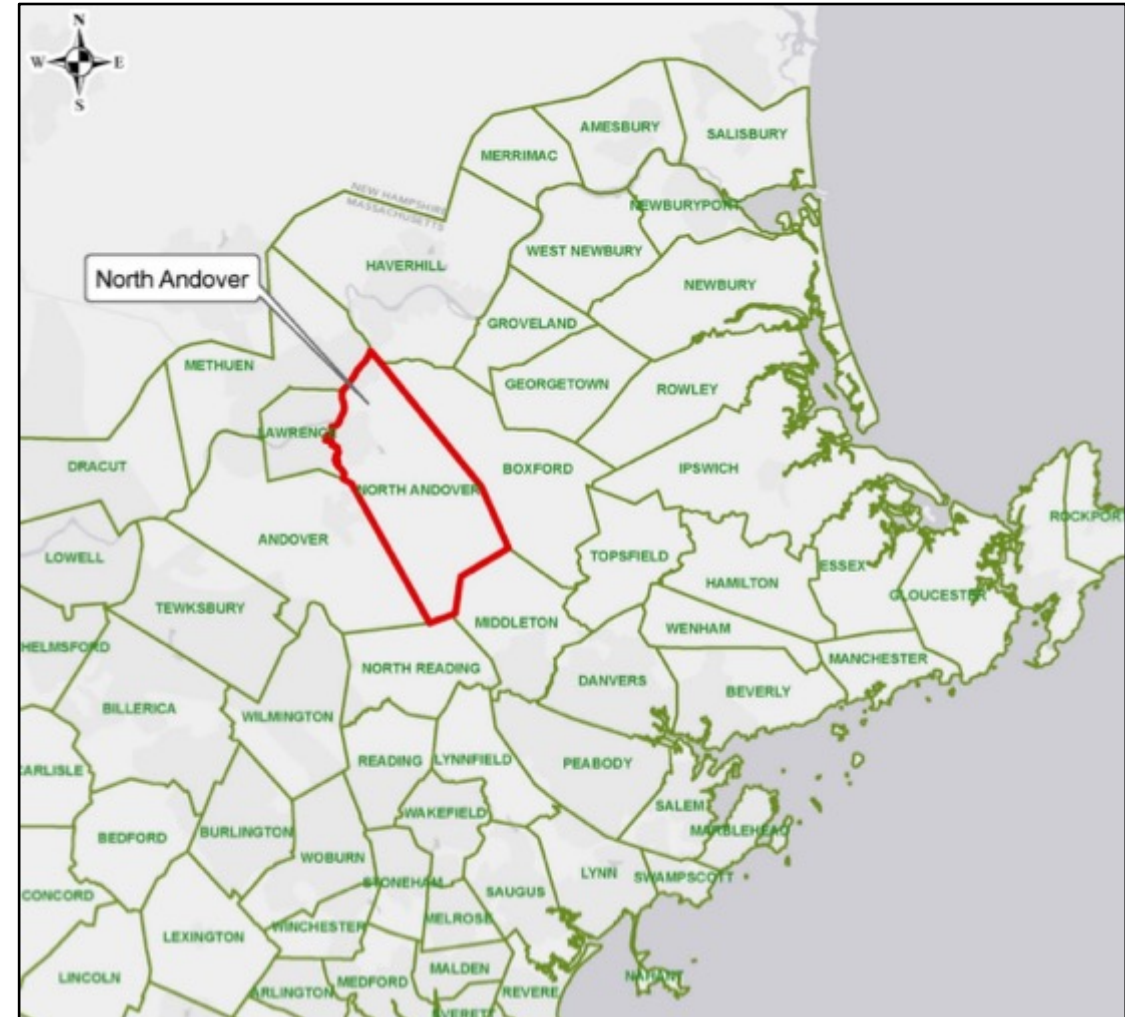 N
W E
S
AMESBURY
SALISBURY
MERRIMAC
NEW HAMPSHIRE
MASSACHUSETTS
NEWBURYPORT
WEST NEWBURY
HAVERHILL
North Andover
NEWBURY
GROVELAND
METHUEN
GEORGETOWN
ROWLEY
LAWRENCE
DRACUT
BOXFORD
IPSWICH
NORTH ANDOVER
ROCKPORT
ANDOVER
LOWELL
TOPSFIELD
ESSEX
HAMILTON
GLOUCESTER
TEWKSBURY
MIDDLETON
WENHAM
HELMSFORD
MANCHESTER
NORTH READING
DANVERS
BEVERLY
BILLERICA
WILMINGTON
READING
LYNNFIELD
PEABODY
CARLISLE
SALEM
WAKEFIELD
MARBLEHEAD
BEDFORD
BURLINGTON
WOBURN
LYNN
SWAMPSCOTT
STONEHAM
SAUGUS
CONCORD
MELROSE
WINCHESTER
LEXINGTON
MALDEN
LINCOLN
MEDFORD
NAHANT
ARLINGTON
REVERE
EVERETT